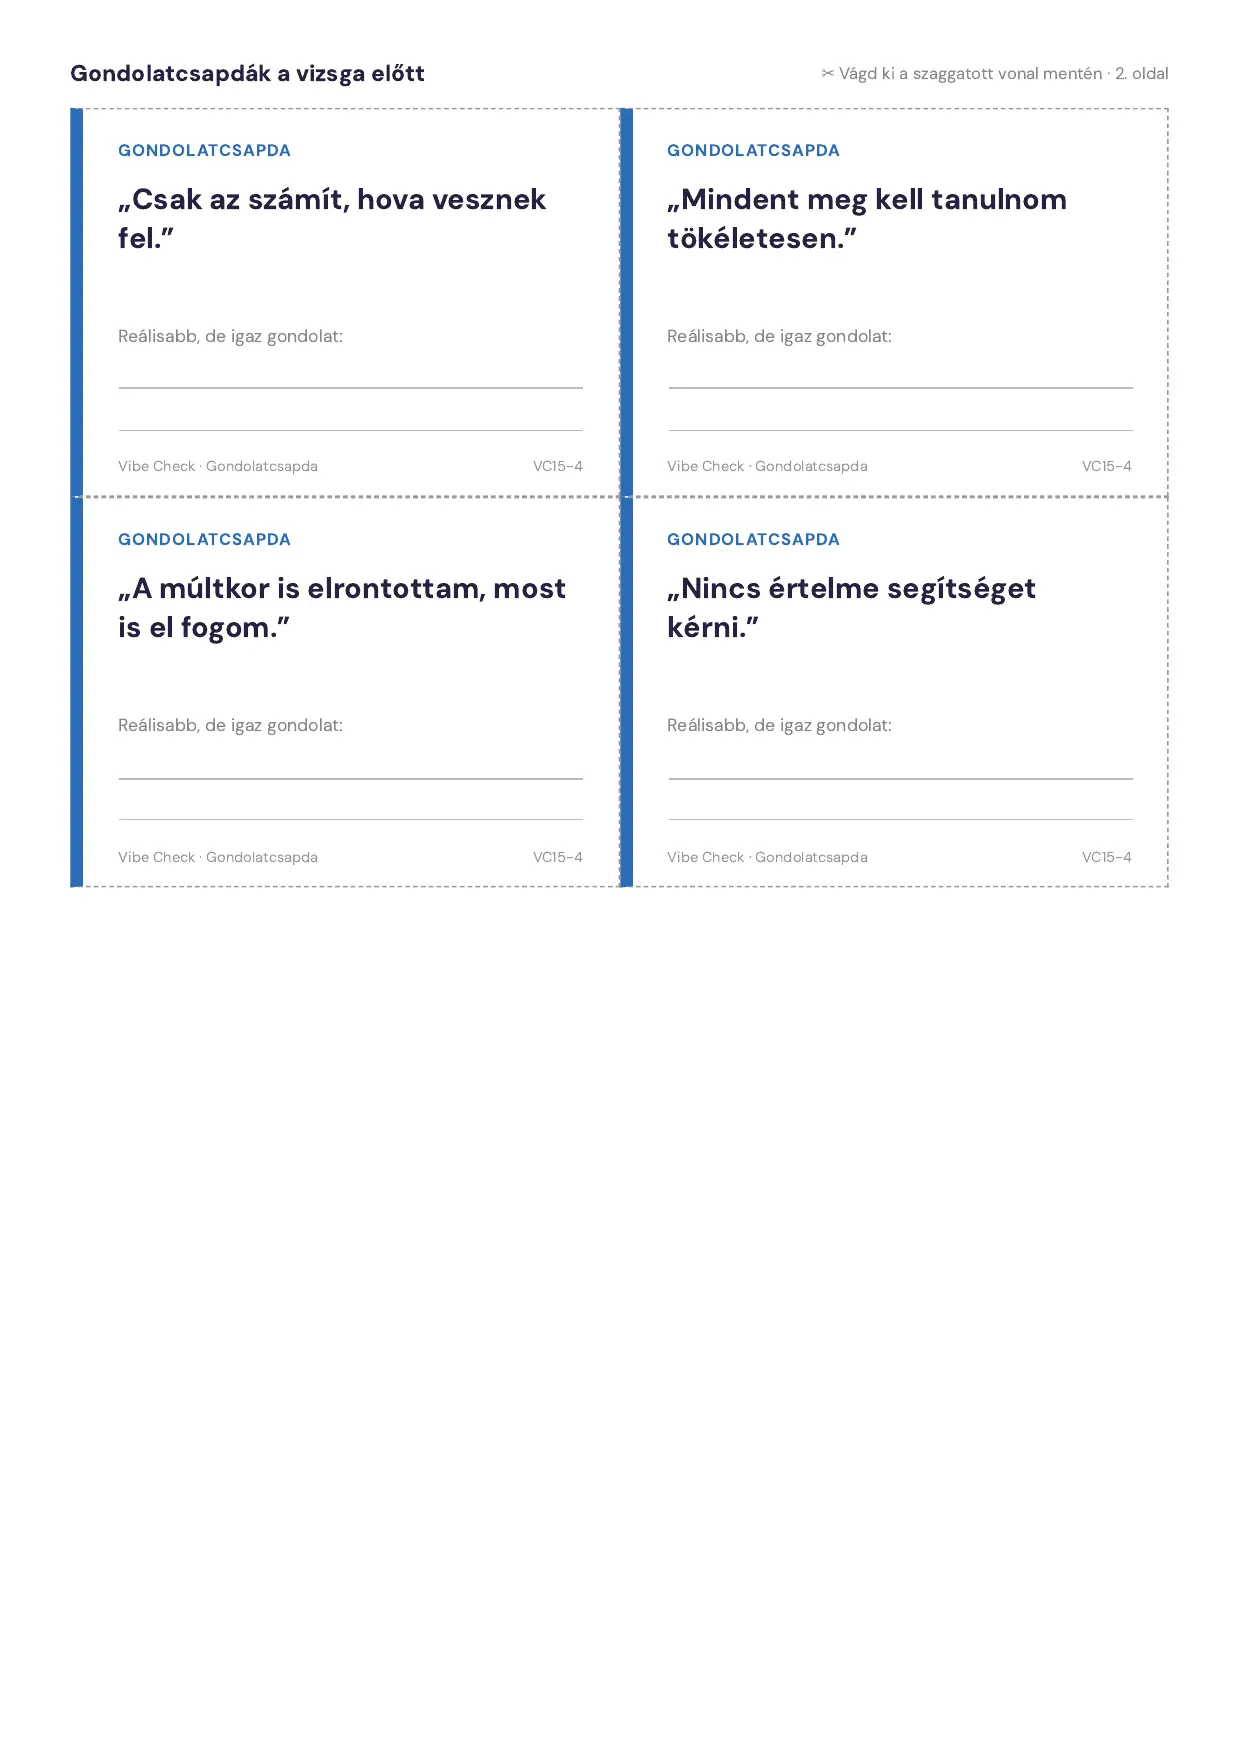 Gondolatcsapdák a vizsga előtt
✂ Vágd ki a szaggatott vonal mentén · 2. oldal
GONDOLATCSAPDA
„Csak az számít, hova vesznek
fel.”
Reálisabb, de igaz gondolat:
Vibe Check · Gondolatcsapda
VC15-4
GONDOLATCSAPDA
„Mindent meg kell tanulnom
tökéletesen.”
Reálisabb, de igaz gondolat:
Vibe Check · Gondolatcsapda
VC15-4
GONDOLATCSAPDA
„A múltkor is elrontottam, most
is el fogom.”
Reálisabb, de igaz gondolat:
Vibe Check · Gondolatcsapda
VC15-4
GONDOLATCSAPDA
„Nincs értelme segítséget
kérni.”
Reálisabb, de igaz gondolat:
Vibe Check · Gondolatcsapda
VC15-4